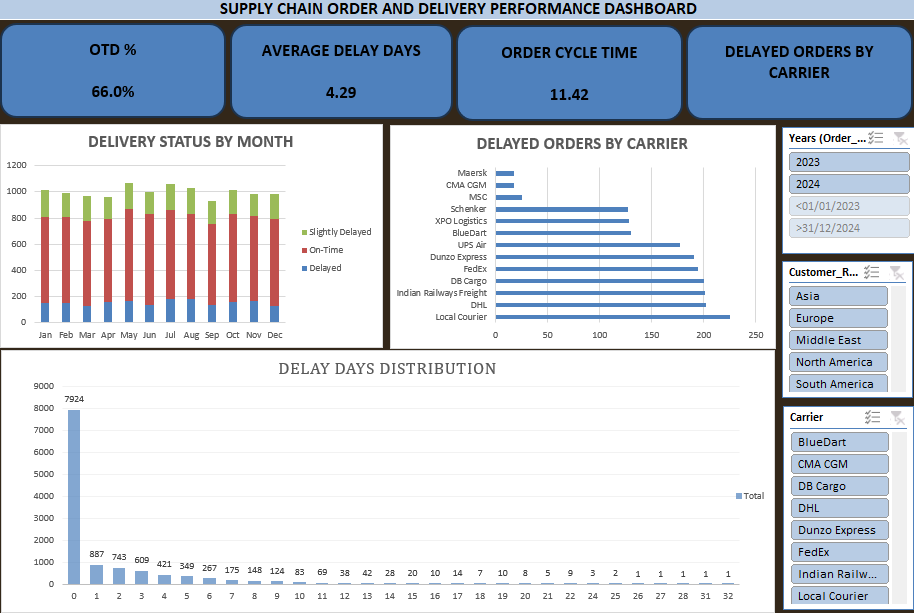 SUPPLY CHAIN ORDER AND DELIVERY PERFORMANCE DASHBOARD
OTD %
66.0%
AVERAGE DELAY DAYS
4.29
ORDER CYCLE TIME
11.42
DELAYED ORDERS BY
CARRIER
DELIVERY STATUS BY MONTH
1200
1000
800
600
400
200
0
Jan Feb Mar Apr May Jun Jul Aug Sep Oct Nov Dec
Slightly Delayed
On-Time
Delayed
DELAYED ORDERS BY CARRIER
Maersk
CMA CGM
MSC
Schenker
XPO Logistics
BlueDart
UPS Air
Dunzo Express
FedEx
DB Cargo
Indian Railways Freight
DHL
Local Courier
0 50 100 150 200 250
Years (Order_...
2023
2024
<01/01/2023
>31/12/2024
Customer_R...
Asia
Europe
Middle East
North America
South America
Carrier
BlueDart
CMA CGM
DB Cargo
DHL
Dunzo Express
FedEx
Indian Railw...
Local Courier
DELAY DAYS DISTRIBUTION
9000
8000
7000
6000
5000
4000
3000
2000
1000
0
7924 887 743 609 421 349 267 175 148 124 83 69 38 42 28 20 10 14 7 10 8 5 9 3 2 1 1 1 1 1
0 1 2 3 4 5 6 7 8 9 10 11 12 13 14 15 16 17 18 19 20 21 22 24 25 26 27 28 31 32
Total